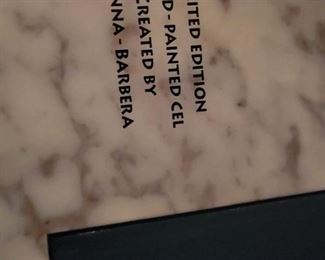 ITED EDITION
D-PAINTED CEL
CREATED BY
NNA-BARBERA